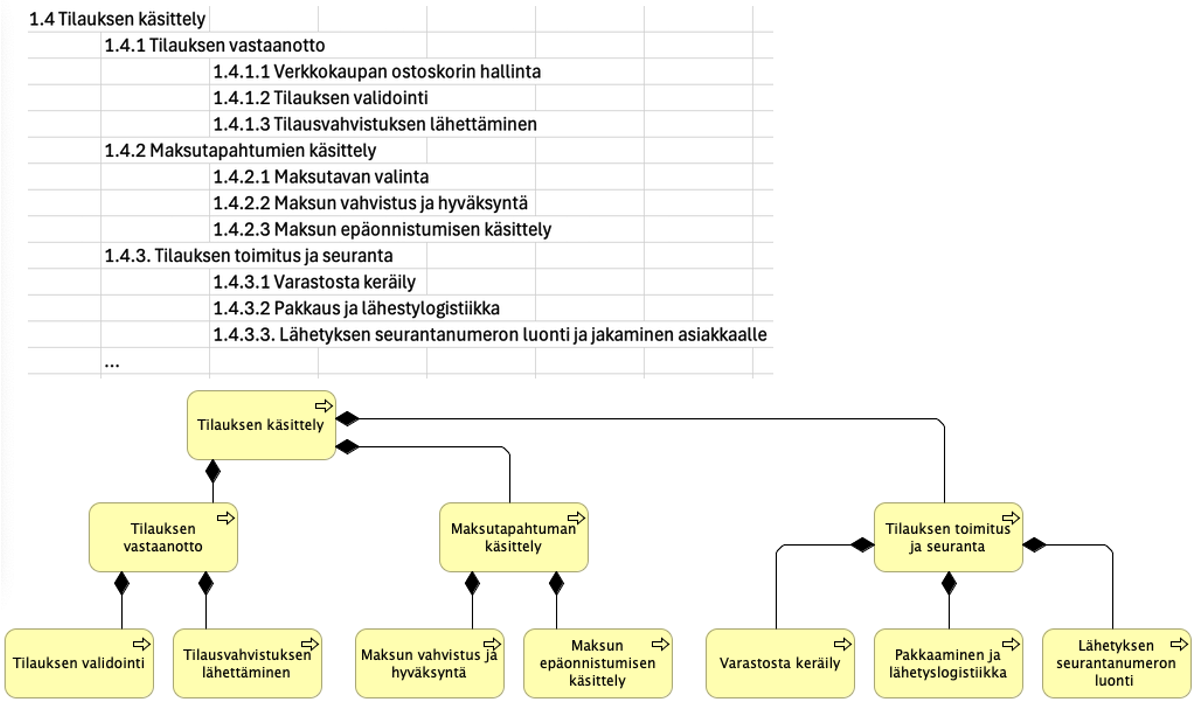 1.4 Tilauksen käsittely
1.4.1 Tilauksen vastaanotto
1.4.1.1 Verkkokaupan ostoskorin hallinta
1.4.1.2 Tilauksen validointi
1.4.1.3 Tilausvahvistuksen lähettäminen
1.4.2 Maksutapahtumien käsittely
1.4.2.1 Maksutavan valinta
1.4.2.2 Maksun vahvistus ja hyväksyntä
1.4.2.3 Maksun epäonnistumisen käsittely
1.4.3. Tilauksen toimitus ja seuranta
1.4.3.1 Varastosta keräily
1.4.3.2 Pakkaus ja lähestylogistiikka
1.4.3.3. Lähetyksen seurantanumeron luonti ja jakaminen asiakkaalle
...
Tilauksen käsittely
Tilauksen
vastaanotto
Maksutapahtuman
käsittely
Tilauksen toimitus
ja seuranta
Tilauksen validointi
Tilausvahvistuksen
lähettäminen
Maksun vahvistus ja
hyväksyntä
Maksun
epäonnistumisen
käsittely
Varastosta keräily
Pakkaaminen ja
lähetyslogistiikka
Lähetyksen
seurantanumeron
luonti